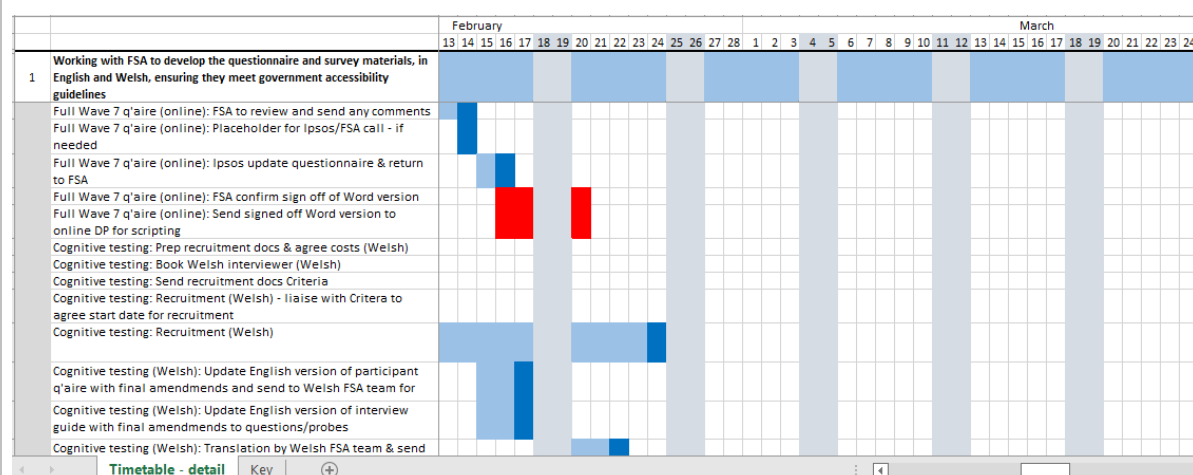 February March
13 14 15 16 17 18 19 20 21 22 23 24 25 26 27 28 1 2 3 4 5 6 7 8 9 10 11 12 13 14 15 16 17 18 19 20 21 22 23 24
Working with FSA to develop the questionnaire and survey materials, in
1 English and Welsh, ensuring they meet government accessibility
guidelines
Full Wave 7 q'aire (online): FSA to review and send any comments
Full Wave 7 q'aire (online): Placeholder for Ipsos/FSA call - if
needed
Full Wave 7 q'aire (online): Ipsos update questionnaire & return
to FSA
Full Wave 7 q'aire (online): FSA confirm sign off of Word version
Full Wave 7 q'aire (online): Send signed off Word version to
online DP for scripting
Cognitive testing: Prep recruitment docs & agree costs (Welsh)
Cognitive testing: Book Welsh interviewer (Welsh)
Cognitive testing: Send recruitment docs Criteria
Cognitive testing: Recruitment (Welsh) - liaise with Critera to
agree start date for recruitment
Cognitive testing: Recruitment (Welsh)
Cognitive testing (Welsh): Update English version of participant
q'aire with final amendmends and send to Welsh FSA team for
Cognitive testing (Welsh): Update English version of interview
guide with final amendmends to questions/probes
Cognitive testing (Welsh): Translation by Welsh FSA team & send
Timetable - detail Key